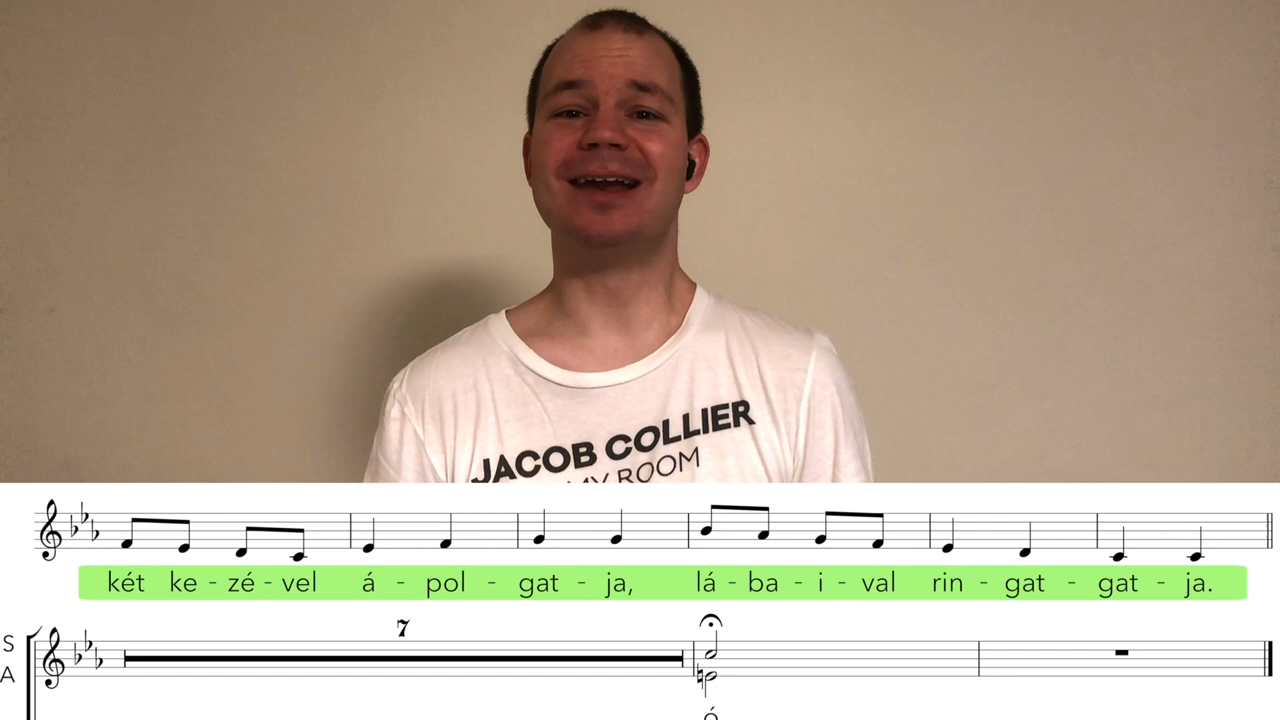 JACOB COLLIER
MY ROOM
két ke - zé - vel á - pol - gat - ja, lá - ba - i - val rin - gat - gat - ja.
7
S
A
ó